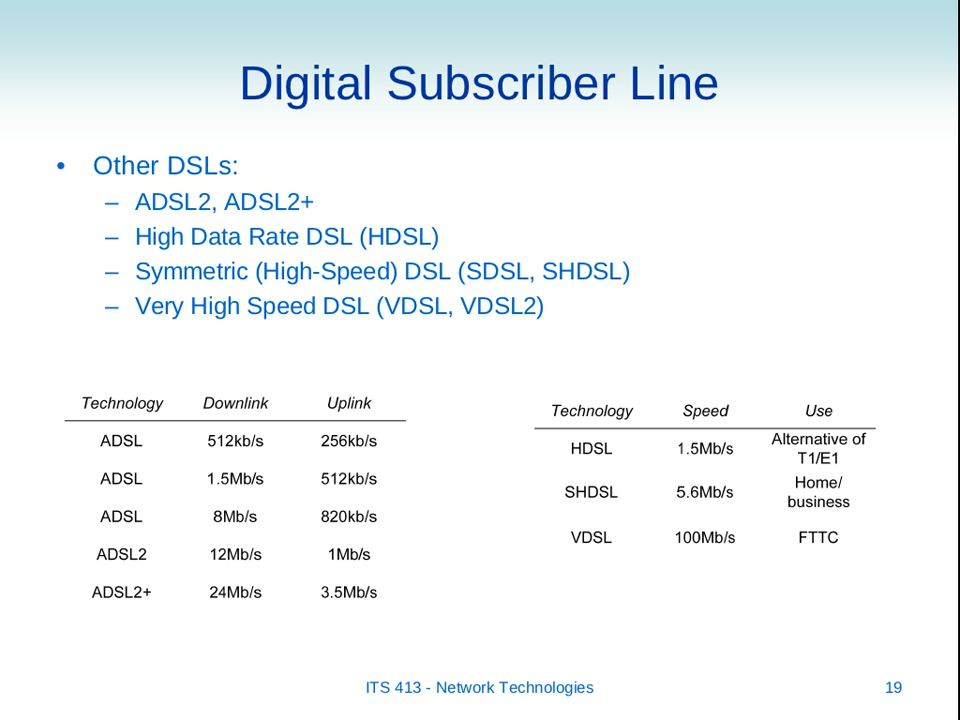 Digital Subscriber Line
• Other DSLs:
– ADSL2, ADSL2+
– High Data Rate DSL (HDSL)
– Symmetric (High-Speed) DSL (SDSL, SHDSL)
– Very High Speed DSL (VDSL, VDSL2)
Technology Downlink Uplink
ADSL 512kb/s 256kb/s
ADSL 1.5Mb/s 512kb/s
ADSL 8Mb/s 820kb/s
ADSL2 12Mb/s 1Mb/s
ADSL2+ 24Mb/s 3.5Mb/s
Technology Speed Use
HDSL 1.5Mb/s Alternative of
T1/E1
SHDSL 5.6Mb/s Home/
business
VDSL 100Mb/s FTTC
ITS 413 - Network Technologies 19